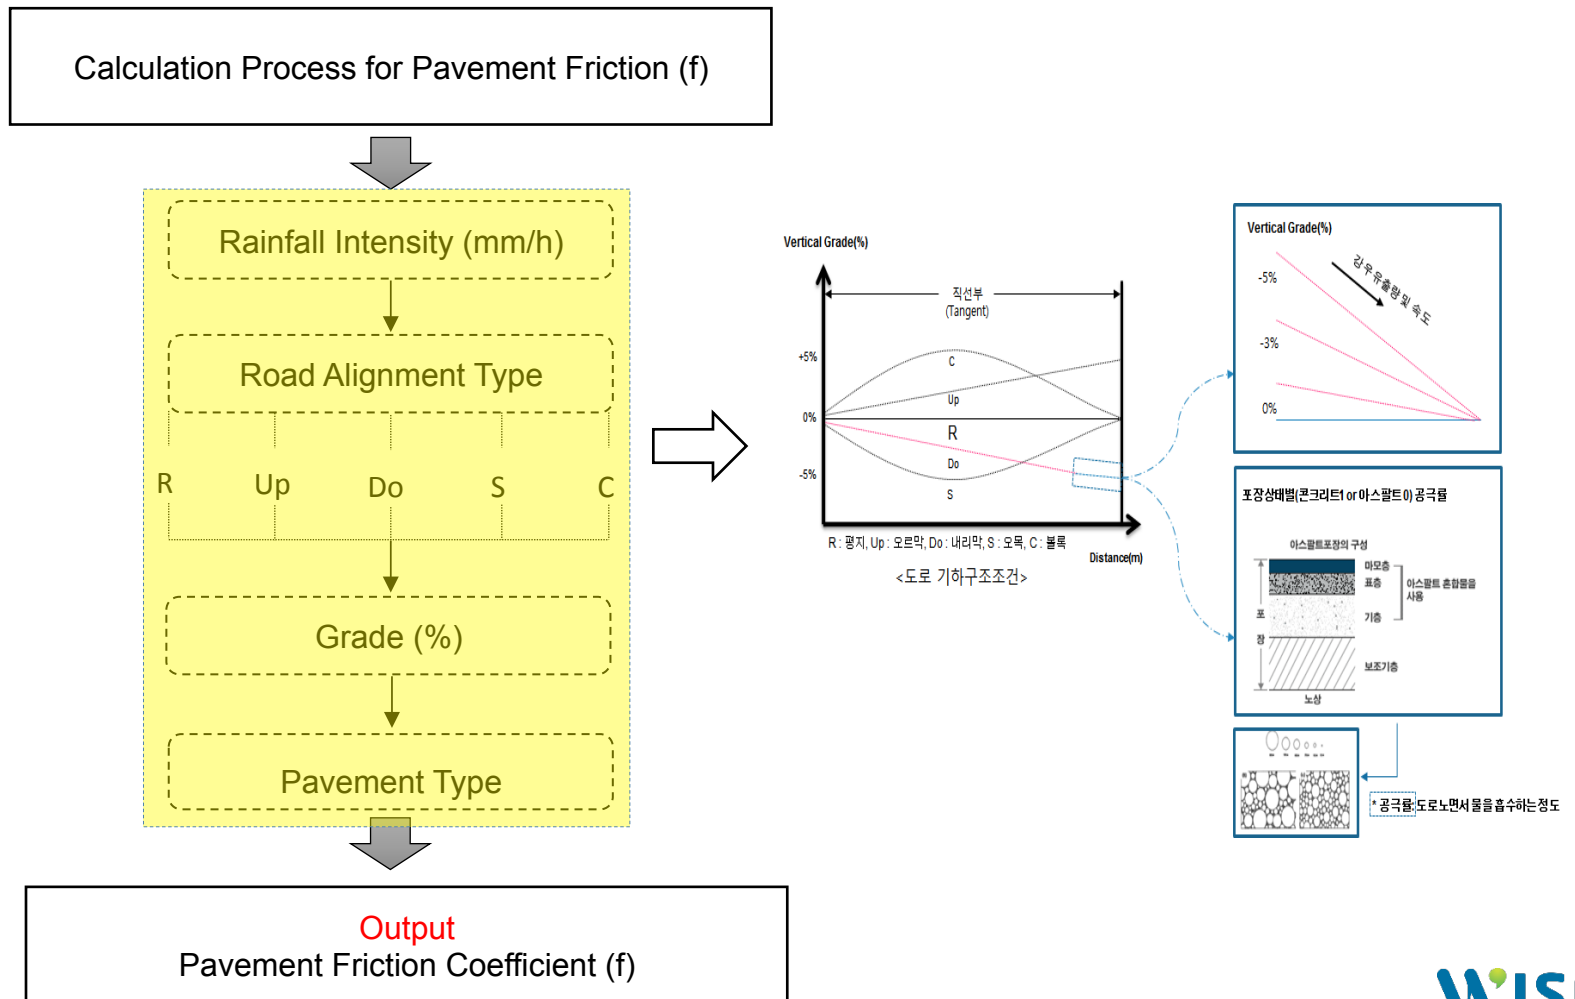 Calculation Process for Pavement Friction (f)
Rainfall Intensity (mm/h)
Road Alignment Type
R
Up
Do
S
C
Grade (%)
Pavement Type
Output
Pavement Friction Coefficient (f)
Vertical Grade(%)
직선부
(Tangent)
+5%
0%
-5%
C
Up
R
Do
S
R : 평지, Up : 오르막, Do : 내리막, S : 오목, C : 볼록
Distance(m)
<도로 기하구조조건>
Vertical Grade(%)
-5%
-3%
0%
강우유출량 및 속도
포장상태별(콘크리트1 or 아스팔트0) 공극률
아스팔트포장의 구성
포
장
마모층
표층
기층
아스팔트 혼합물을
사용
보조기층
노상
* 공극률: 도로노면서 물을 흡수하는 정도